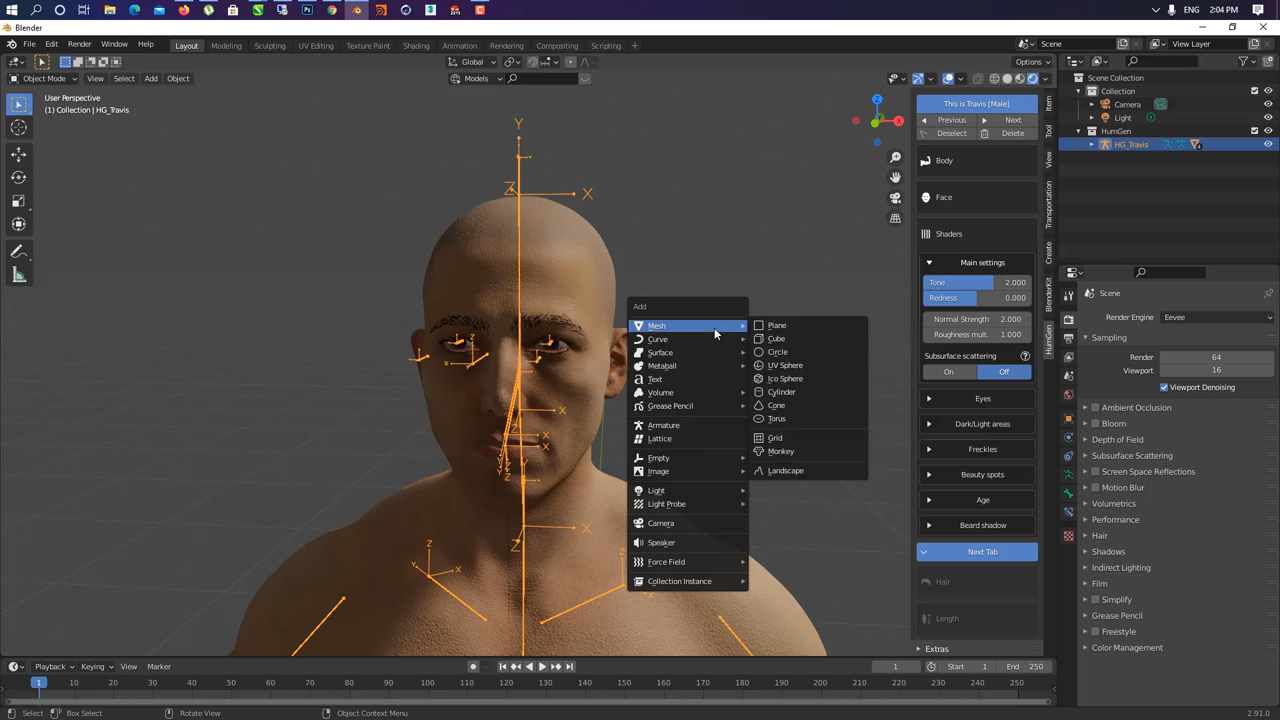 ENG 2:04 PM
Blender
File Edit Render Window Help
Layout Modeling Sculpting UV Editing Texture Paint Shading Animation Rendering Compositing Scripting +
Scene
View Layer
Global
Options
Object Mode View Select Add Object
Models
User Perspective
(1) Collection | HG_Travis
Y
Z X
Add
Mesh
Curve
Surface
Metaball
Text
Volume
Grease Pencil
Armature
Lattice
Empty
Image
Light
Light Probe
Camera
Speaker
Force Field
Collection Instance
Plane
Cube
Circle
UV Sphere
Ico Sphere
Cylinder
Cone
Torus
Grid
Monkey
Landscape
Z
X
This is Travis [Male]
Previous Next
Deselect Delete
Body
Face
Shaders
Main settings
Tone 2.000
Redness 0.000
Normal Strength 2.000
Roughness mult. 1.000
Subsurface scattering
On Off
Eyes
Dark/Light areas
Freckles
Beauty spots
Age
Beard shadow
Next Tab
Hair
Length
Extras
Item
Tool
View
Transportation
Create
BlenderKit
HumGen
Scene Collection
Collection
Camera
Light
HumGen
HG_Travis
Scene
Render Engine Eevee
Sampling
Render 64
Viewport 16
Viewport Denoising
Ambient Occlusion
Bloom
Depth of Field
Subsurface Scattering
Screen Space Reflections
Motion Blur
Volumetrics
Performance
Hair
Shadows
Indirect Lighting
Film
Simplify
Grease Pencil
Freestyle
Color Management
Playback Keying View Marker
1 Start 1 End 250
1 10 20 30 40 50 60 70 80 90 100 110 120 130 140 150 160 170 180 190 200 210 220 230 240 250
Select Box Select Rotate View Object Context Menu 2.91.0